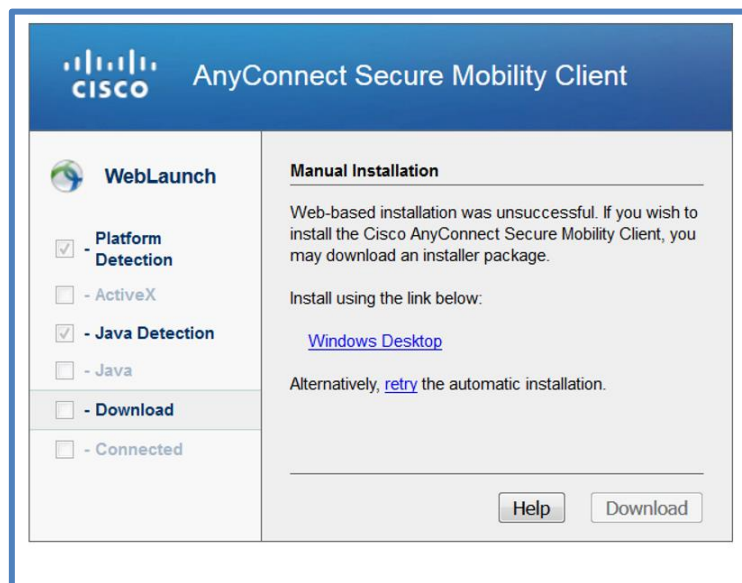 CISCO
AnyConnect Secure Mobility Client
WebLaunch
- Platform
Detection
- ActiveX
- Java Detection
- Java
- Download
- Connected
Manual Installation
Web-based installation was unsuccessful. If you wish to
install the Cisco AnyConnect Secure Mobility Client, you
may download an installer package.
Install using the link below:
Windows Desktop
Alternatively, retry the automatic installation.
Help
Download